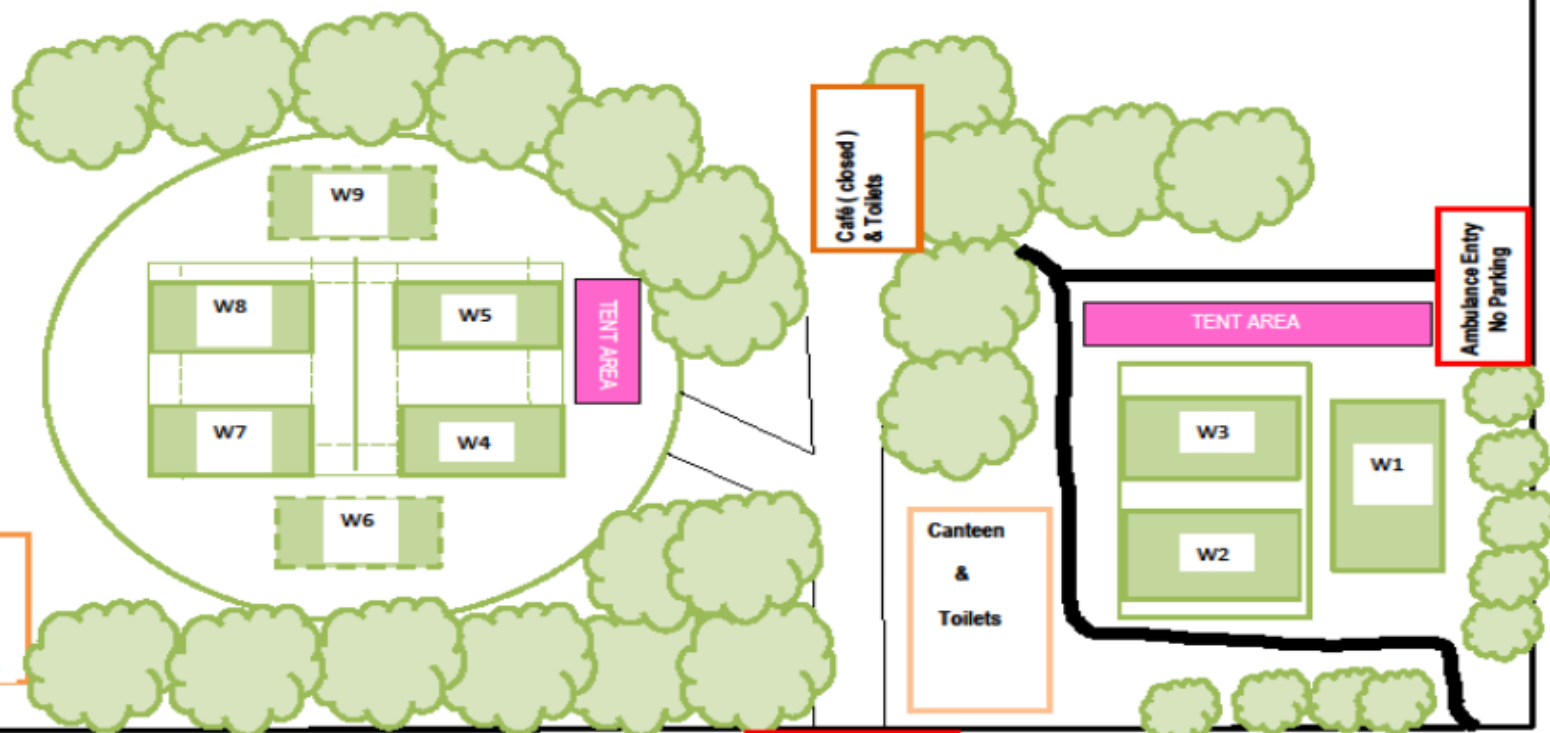 W9
W8
W5
TENT AREA
W7
W4
W6
Café ( closed )
& Toilets
Canteen
&
Toilets
Ambulance Entry
No Parking
TENT AREA
W3
W1
W2